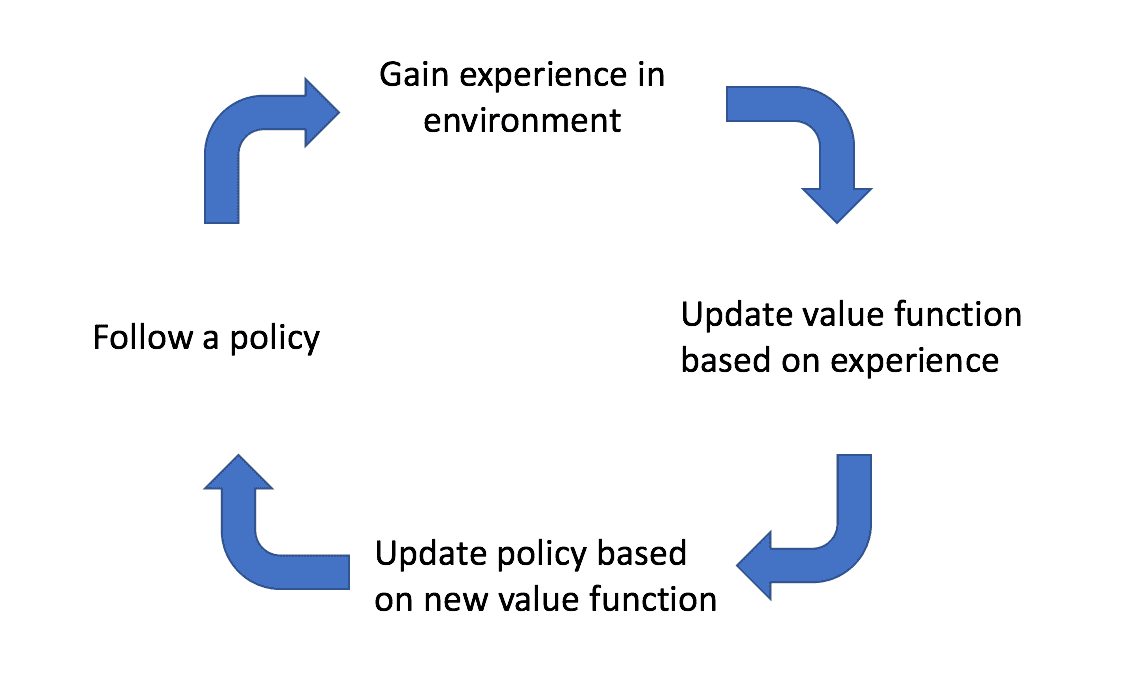 Gain experience in
environment
Update value function
based on experience
Follow a policy
Update policy based
on new value function